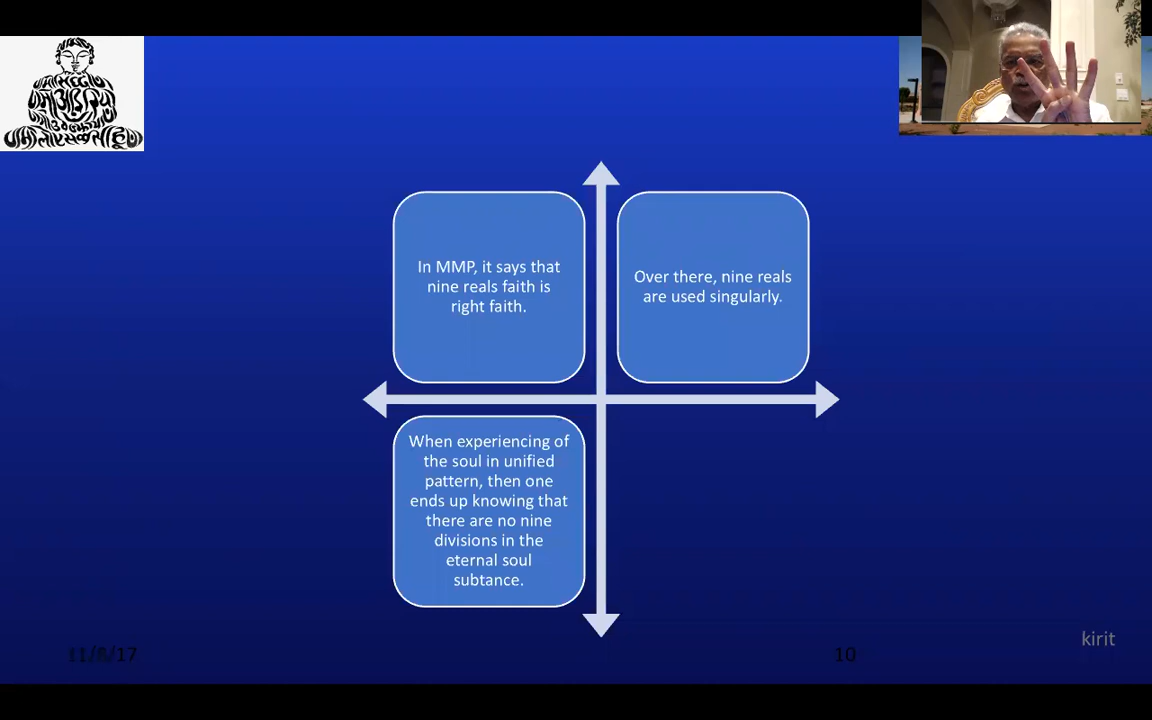 In MMP, it says that
nine reals faith is
right faith.
Over there, nine reals
are used singularly.
When experiencing of
the soul in unified
pattern, then one
ends up knowing that
there are no nine
divisions in the
eternal soul
subtance.
kirit
11/8/17
10